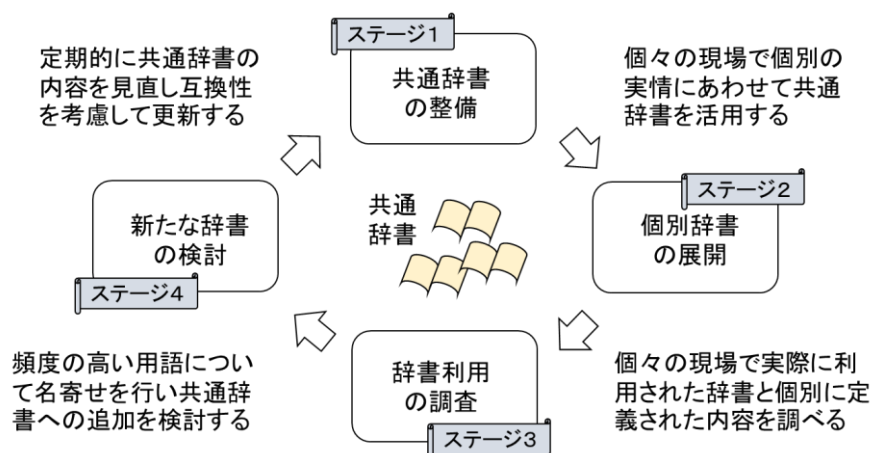 ステージ1
共通辞書
の整備
個々の現場で個別の
実情にあわせて共通
辞書を活用する
ステージ2
個別辞書
の展開
個々の現場で実際に利
用された辞書と個別に定
義された内容を調べる
辞書利用
の調査
ステージ3
頻度の高い用語につい
て名寄せを行い共通辞
書への追加を検討する
新たな辞書
の検討
ステージ4
定期的に共通辞書の
内容を見直し互換性
を考慮して更新する
共通
辞書